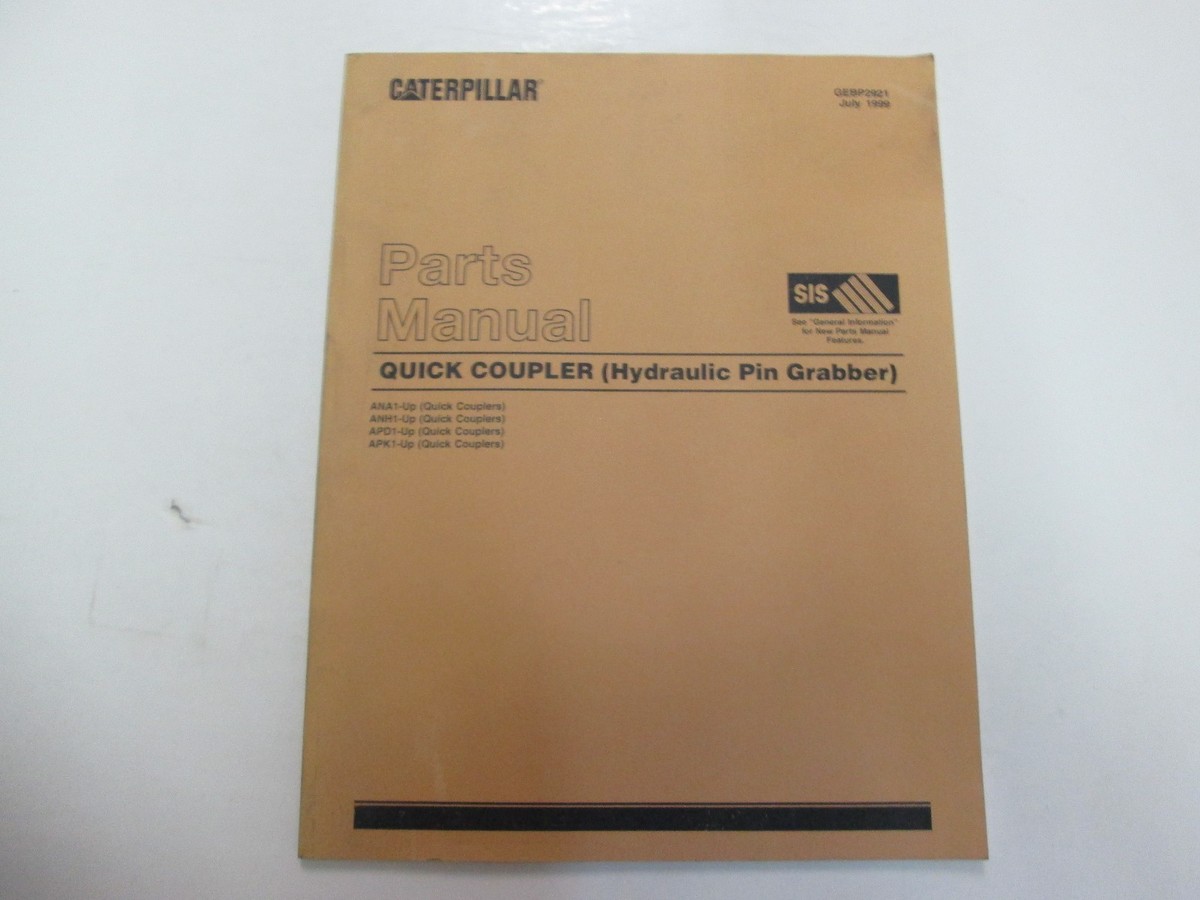 CATERPILLAR
GEBP2921
July 1999
Parts
Manual
SIS
See "General Information"
for New Parts Manual
Features.
QUICK COUPLER (Hydraulic Pin Grabber)
ANA1-Up (Quick Couplers)
ANH1-Up (Quick Couplers)
APD1-Up (Quick Couplers)
APK1-Up (Quick Couplers)